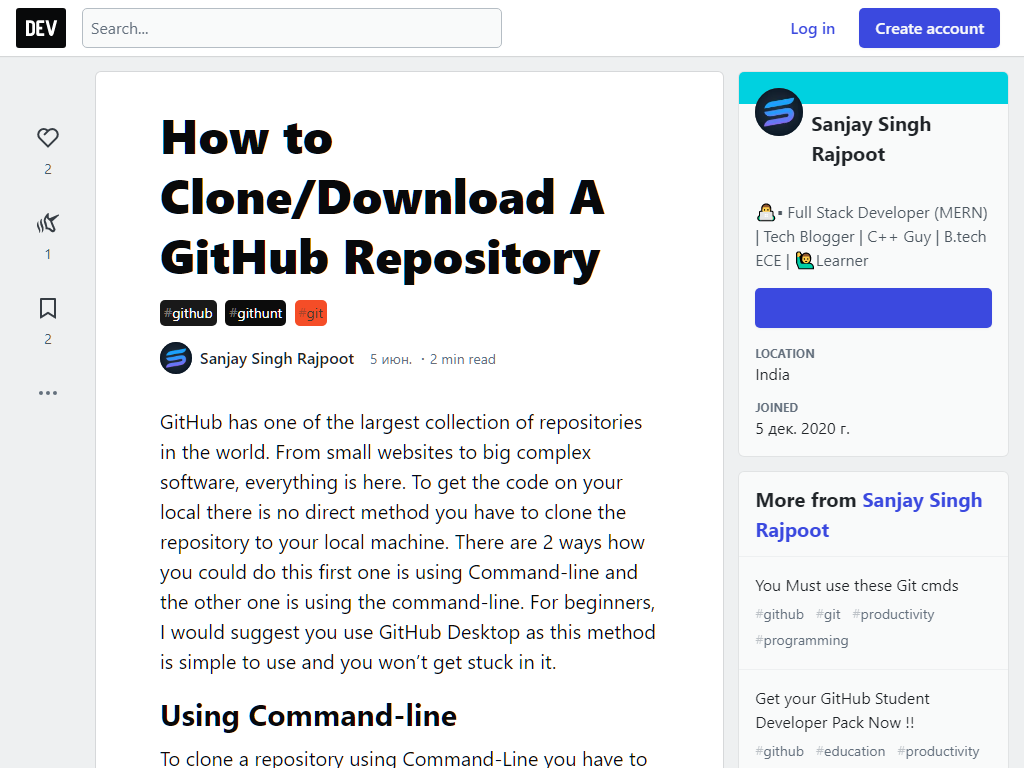 DEV
Search...
Log in
Create account
2
1
2
How to
Clone/Download A
GitHub Repository
#github #githunt #git
Sanjay Singh Rajpoot 5 июн. · 2 min read
GitHub has one of the largest collection of repositories
in the world. From small websites to big complex
software, everything is here. To get the code on your
local there is no direct method you have to clone the
repository to your local machine. There are 2 ways how
you could do this first one is using Command-line and
the other one is using the command-line. For beginners,
I would suggest you use GitHub Desktop as this method
is simple to use and you won’t get stuck in it.
Using Command-line
To clone a repository using Command-Line you have to
Sanjay Singh
Rajpoot
Full Stack Developer (MERN)
| Tech Blogger | C++ Guy | B.tech
ECE | Learner
LOCATION
India
JOINED
5 дек. 2020 г.
More from Sanjay Singh
Rajpoot
You Must use these Git cmds
#github #git #productivity
#programming
Get your GitHub Student
Developer Pack Now !!
#github #education #productivity